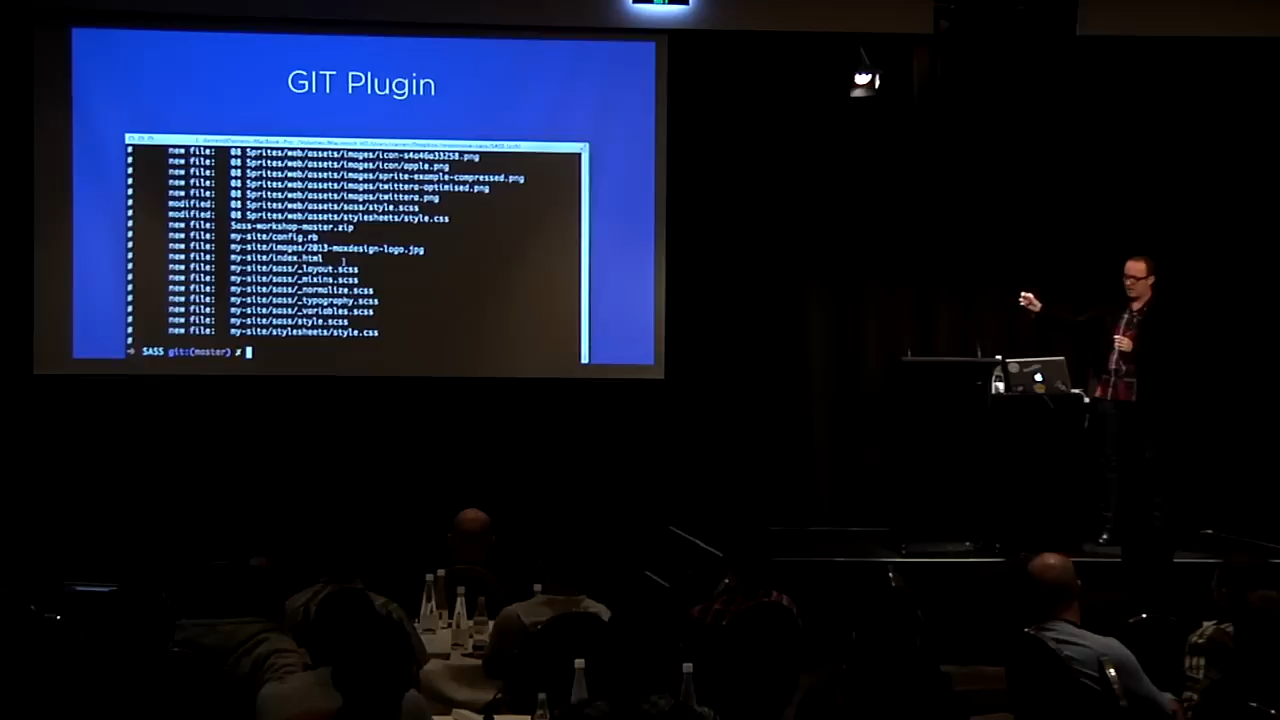 GIT Plugin
# new file: 08 Sprites/web/assets/images/icon-s4a46a33258.png
# new file: 08 Sprites/web/assets/images/icon/apple.png
# new file: 08 Sprites/web/assets/images/sprite-example-compressed.png
# new file: 08 Sprites/web/assets/images/twittera-optimised.png
# new file: 08 Sprites/web/assets/images/twittera.png
# modified: 08 Sprites/web/assets/sass/style.scss
# modified: 08 Sprites/web/assets/stylesheets/style.css
# new file: Sass-workshop-master.zip
# new file: my-site/config.rb
# new file: my-site/images/2013-maxdesign-logo.jpg
# new file: my-site/index.html
# new file: my-site/sass/_layout.scss
# new file: my-site/sass/_mixins.scss
# new file: my-site/sass/_normalize.scss
# new file: my-site/sass/_typography.scss
# new file: my-site/sass/_variables.scss
# new file: my-site/sass/style.scss
# new file: my-site/stylesheets/style.css
#
➜ SASS git:(master) ✗